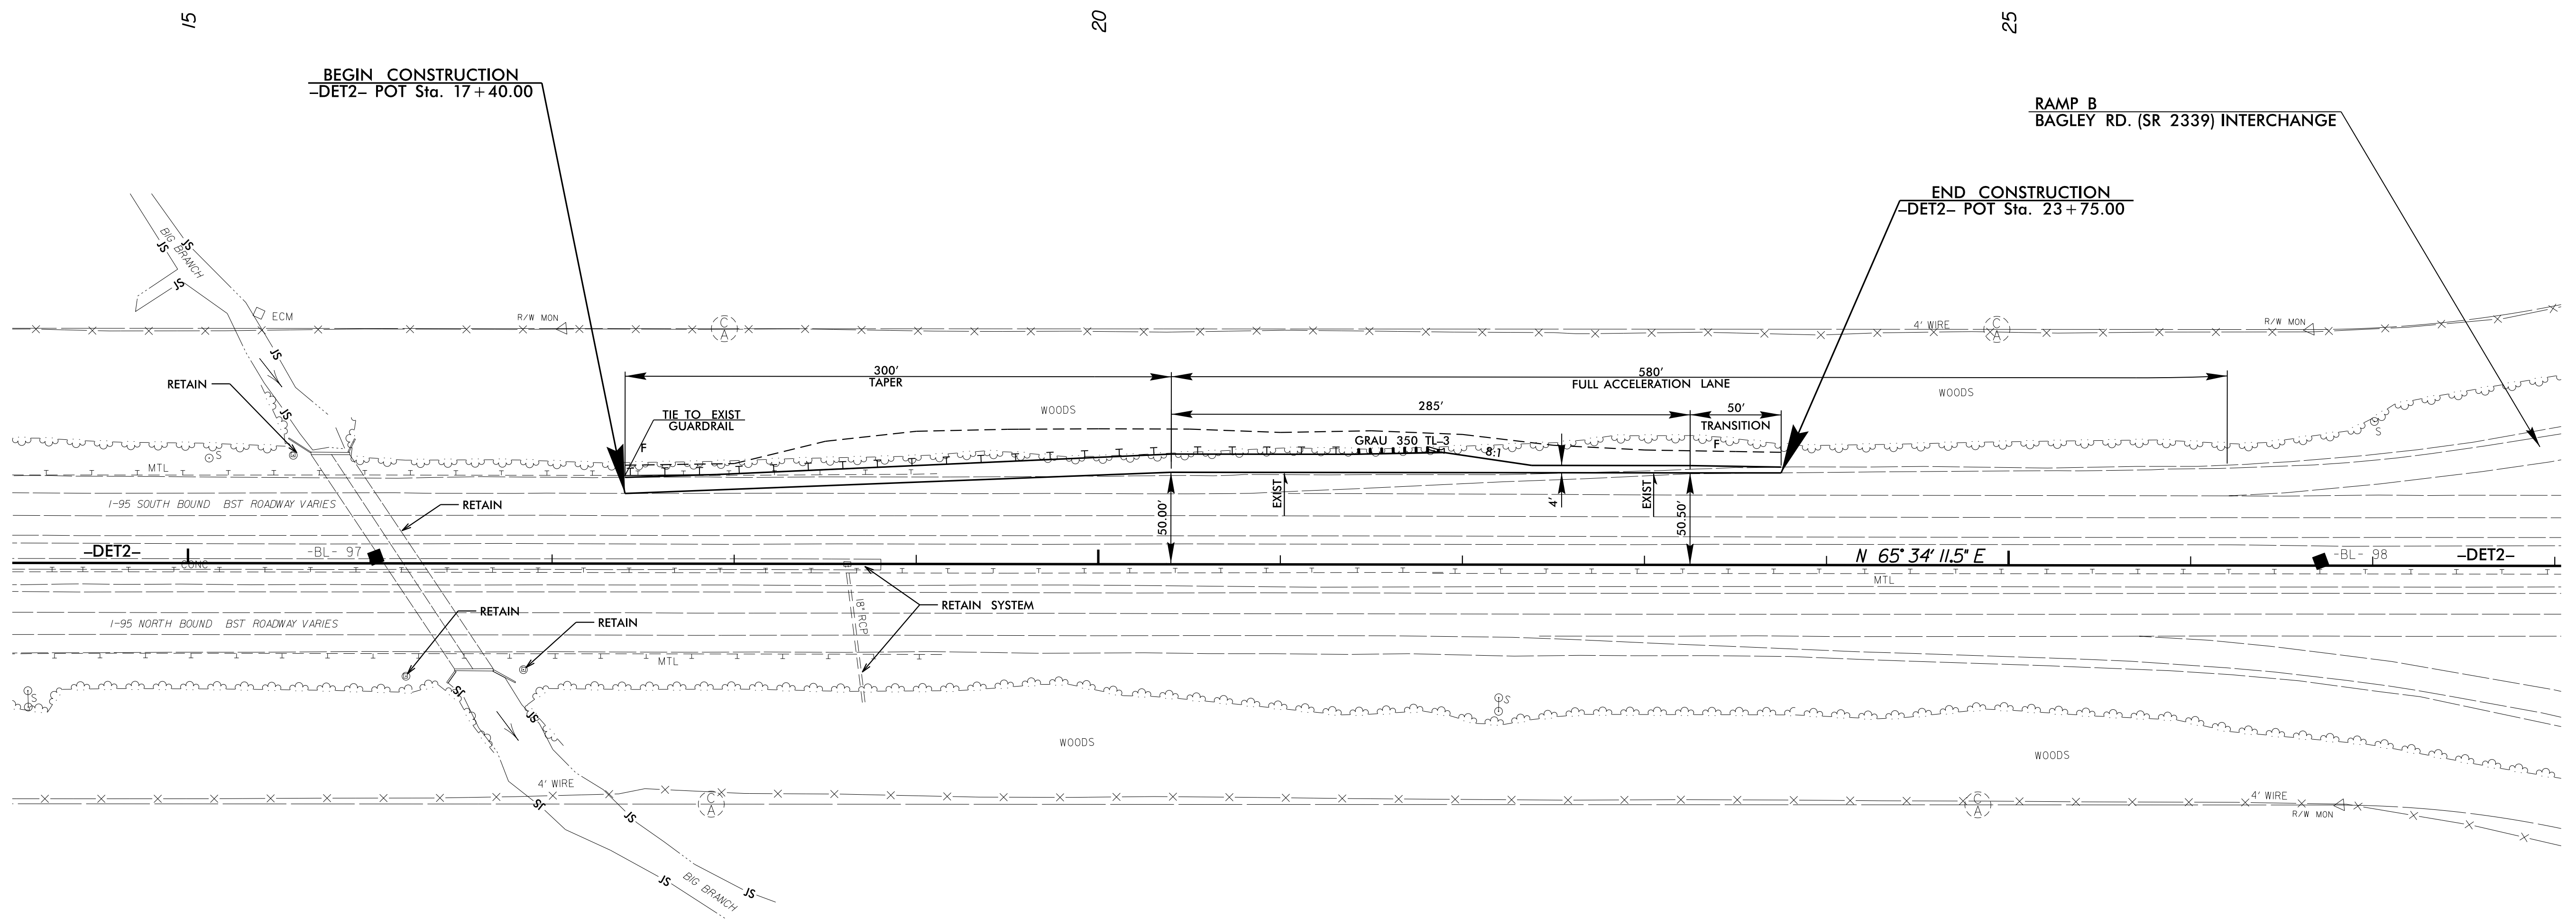 15
20
25
BEGIN CONSTRUCTION
-DET2- POT Sta. 17+40.00
RAMP B
BAGLEY RD. (SR 2339) INTERCHANGE
END CONSTRUCTION
-DET2- POT Sta. 23+75.00
JS
BIG BRANCH
JS
JS
ECM
R/W MON
C
A
4' WIRE
C
A
R/W MON
JS
RETAIN
JS
300'
TAPER
580'
FULL ACCELERATION LANE
WOODS
WOODS
285'
50'
TRANSITION
TIE TO EXIST
GUARDRAIL
F
GRAU 350 TL-3
8:1
F
S
S
MTL
I-95 SOUTH BOUND BST ROADWAY VARIES
RETAIN
50.00'
EXIST
4'
EXIST
50.50'
-DET2-
CONC
-BL- 97
N 65° 34' 11.5" E
-BL- 98
-DET2-
MTL
18" RCP
RETAIN SYSTEM
RETAIN
RETAIN
I-95 NORTH BOUND BST ROADWAY VARIES
MTL
S
JS
JS
S
WOODS
WOODS
4' WIRE
JS
C
A
JS
C
A
4' WIRE
R/W MON
JS
BIG BRANCH
JS